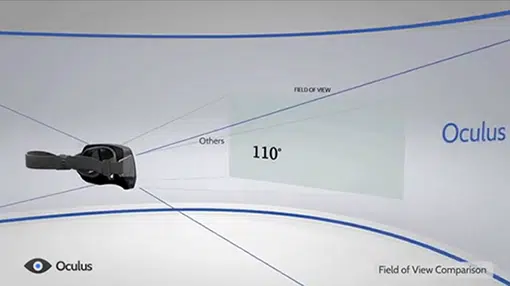 FIELD OF VIEW
Others
110°
Oculus
Oculus
Field of View Comparison